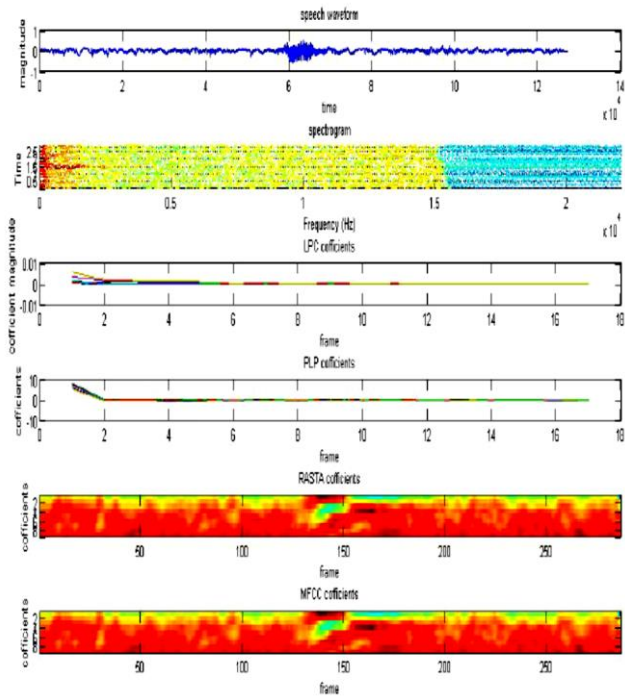 speech waveform
magnitude
1
0
-1
0 2 4 6 8 10 12 14
time
x 10 4
spectrogram
Time
0 0.5 1 1.5 2
Frequency (Hz)
x 10 4
LPC cofficients
cofficient magnitude
0.01
0
-0.01
0 2 4 6 8 10 12 14 16 18
frame
PLP cofficients
cofficients
10
0
-10
0 2 4 6 8 10 12 14 16 18
frame
RASTA cofficients
cofficients
50 100 150 200 250
frame
MFCC cofficients
cofficients
50 100 150 200 250
frame